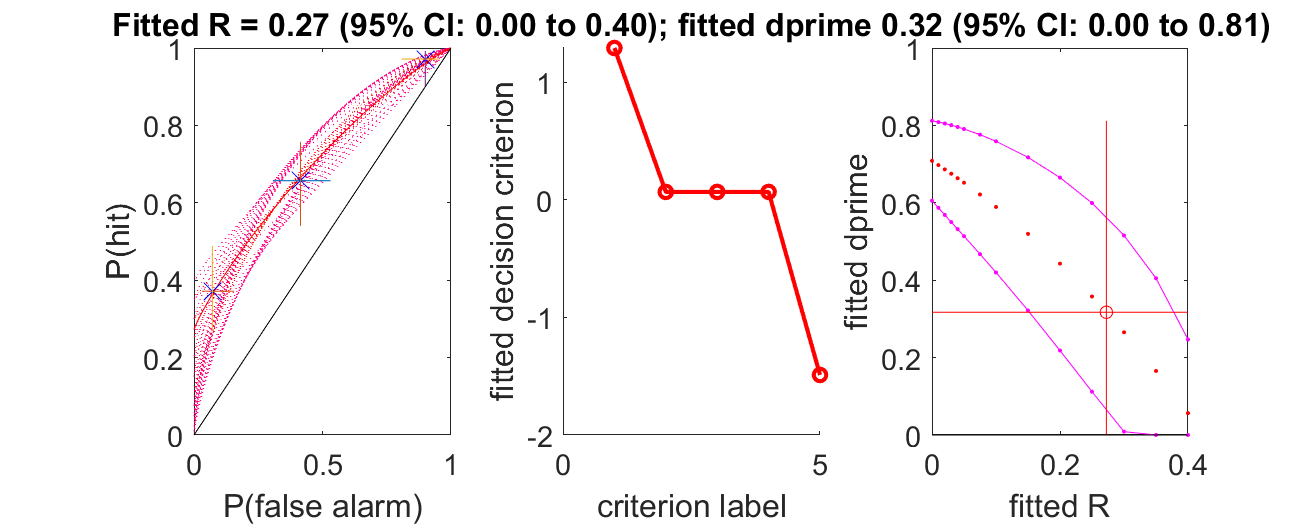 Fitted R = 0.27 (95% CI: 0.00 to 0.40); fitted dprime 0.32 (95% CI: 0.00 to 0.81)
P(hit)
1
0.8
0.6
0.4
0.2
0
0 0.5 1
P(false alarm)
fitted decision criterion
1
0
-1
-2
0 5
criterion label
fitted dprime
1
0.8
0.6
0.4
0.2
0
0 0.2 0.4
fitted R